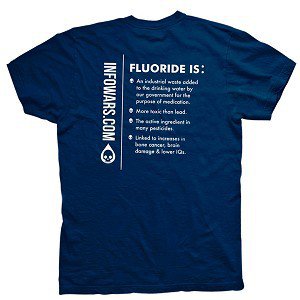 INFOWARS.COM
FLUORIDE IS:
An industrial waste added
to the drinking water by
our government for the
purpose of medication.
More toxic than lead.
The active ingredient in
many pesticides.
Linked to increases in
bone cancer, brain
damage & lower IQs.